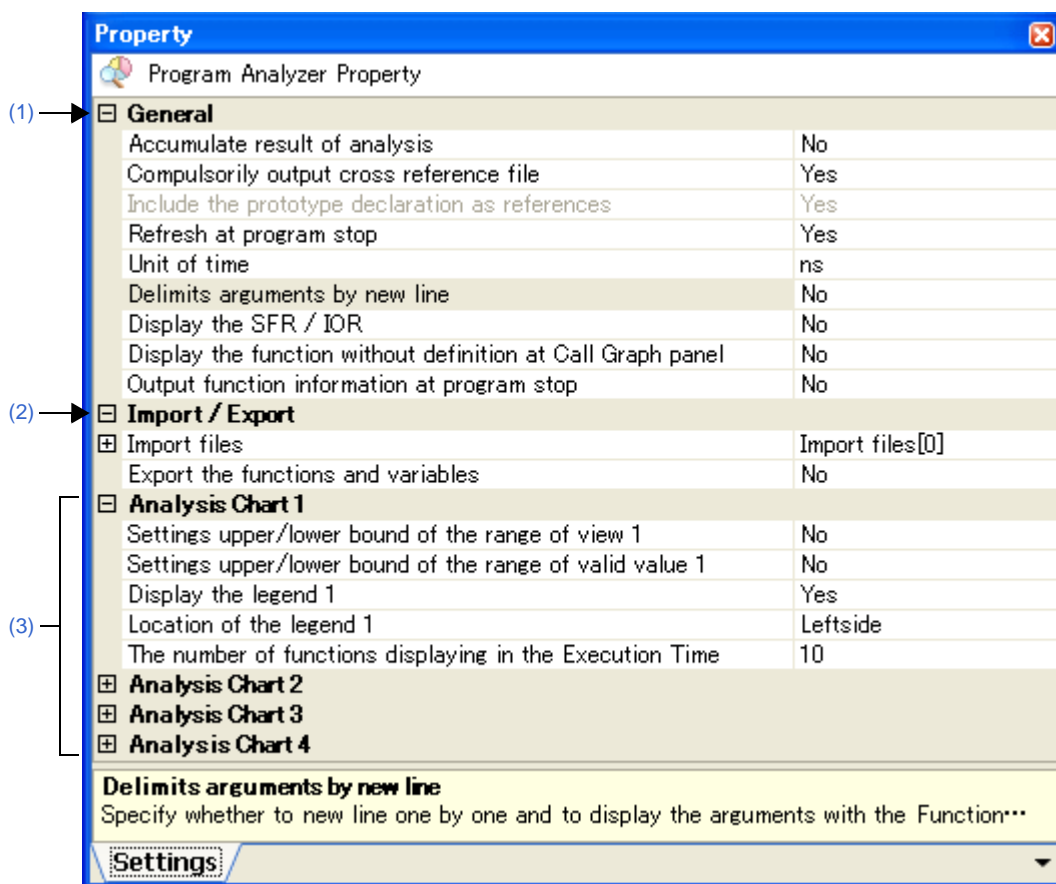 Property
Program Analyzer Property
(1) General
Accumulate result of analysis No
Compulsorily output cross reference file Yes
Include the prototype declaration as references Yes
Refresh at program stop Yes
Unit of time ns
Delimits arguments by new line No
Display the SFR / IOR No
Display the function without definition at Call Graph panel No
Output function information at program stop No
(2) Import / Export
Import files Import files[0]
Export the functions and variables No
Analysis Chart 1
Settings upper/lower bound of the range of view 1 No
Settings upper/lower bound of the range of valid value 1 No
Display the legend 1 Yes
(3) Location of the legend 1 Leftside
The number of functions displaying in the Execution Time 10
Analysis Chart 2
Analysis Chart 3
Analysis Chart 4
Delimits arguments by new line
Specify whether to new line one by one and to display the arguments with the Function⋯
Settings